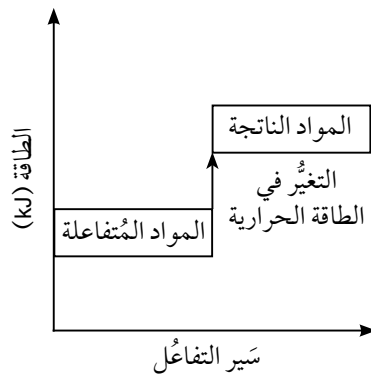 المواد الناتجة
التغيُّر في
الطاقة الحرارية
المواد المُتفاعلة
الطاقة (kJ)
سَير التفاعُل